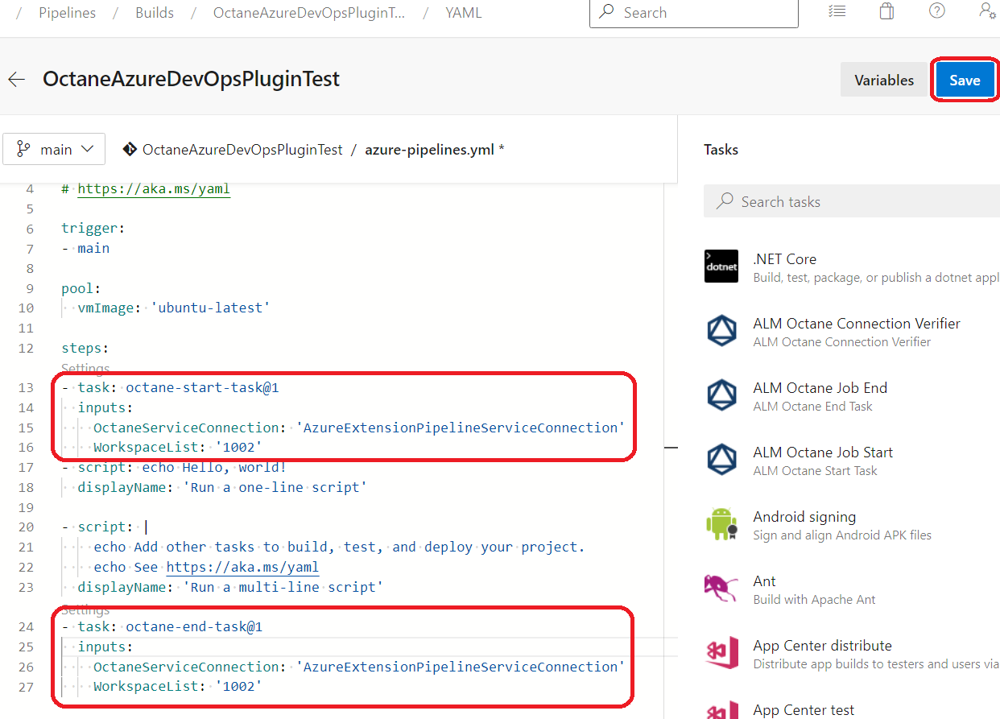 / Pipelines / Builds / OctaneAzureDevOpsPluginT... / YAML
Search
OctaneAzureDevOpsPluginTest
Variables
Save
main
OctaneAzureDevOpsPluginTest / azure-pipelines.yml *
4 # https://aka.ms/yaml
5
6 trigger:
7 - main
8
9 pool:
10 vmImage: 'ubuntu-latest'
11
12 steps:
Settings
13 - task: octane-start-task@1
14 inputs:
15 OctaneServiceConnection: 'AzureExtensionPipelineServiceConnection'
16 WorkspaceList: '1002'
17 - script: echo Hello, world!
18 displayName: 'Run a one-line script'
19
20 - script: |
21 echo Add other tasks to build, test, and deploy your project.
22 echo See https://aka.ms/yaml
23 displayName: 'Run a multi-line script'
Settings
24 - task: octane-end-task@1
25 inputs:
26 OctaneServiceConnection: 'AzureExtensionPipelineServiceConnection'
27 WorkspaceList: '1002'
Tasks
Search tasks
dotnet
.NET Core
Build, test, package, or publish a dotnet appl
ALM Octane Connection Verifier
ALM Octane Connection Verifier
ALM Octane Job End
ALM Octane End Task
ALM Octane Job Start
ALM Octane Start Task
Android signing
Sign and align Android APK files
Ant
Build with Apache Ant
App Center distribute
Distribute app builds to testers and users via
App Center test